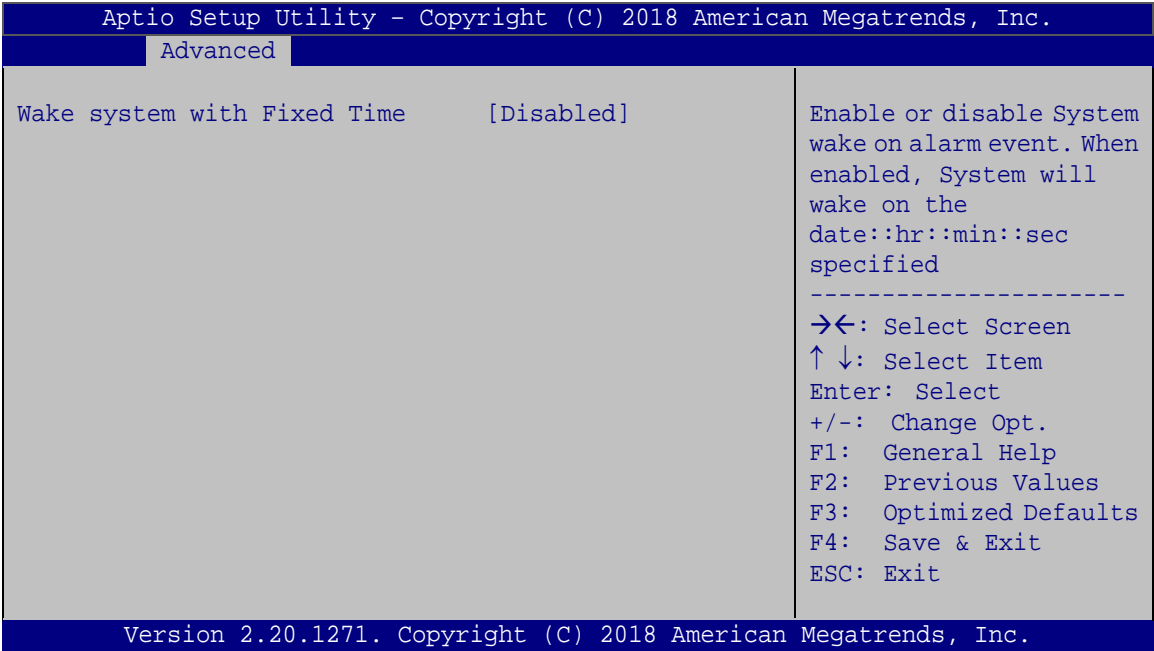 Aptio Setup Utility – Copyright (C) 2018 American Megatrends, Inc.
Advanced
Wake system with Fixed Time [Disabled]
Enable or disable System
wake on alarm event. When
enabled, System will
wake on the
date::hr::min::sec
specified
----------------------
→←: Select Screen
↑ ↓: Select Item
Enter: Select
+/-: Change Opt.
F1: General Help
F2: Previous Values
F3: Optimized Defaults
F4: Save & Exit
ESC: Exit
Version 2.20.1271. Copyright (C) 2018 American Megatrends, Inc.